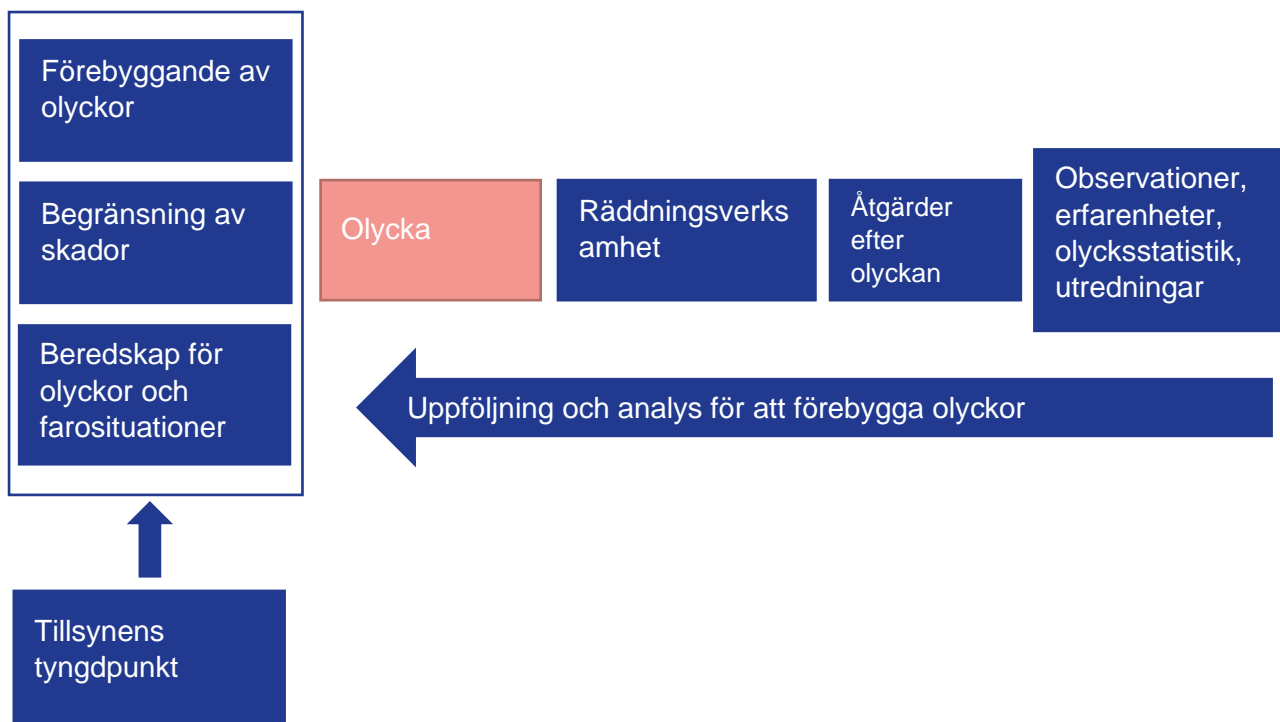 Förebyggande av
olyckor
Begränsning av
skador
Beredskap för
olyckor och
farosituationer
Olycka
Räddningsverks
amhet
Åtgärder
efter
olyckan
Observationer,
erfarenheter,
olycksstatistik,
utredningar
Uppföljning och analys för att förebygga olyckor
Tillsynens
tyngdpunkt